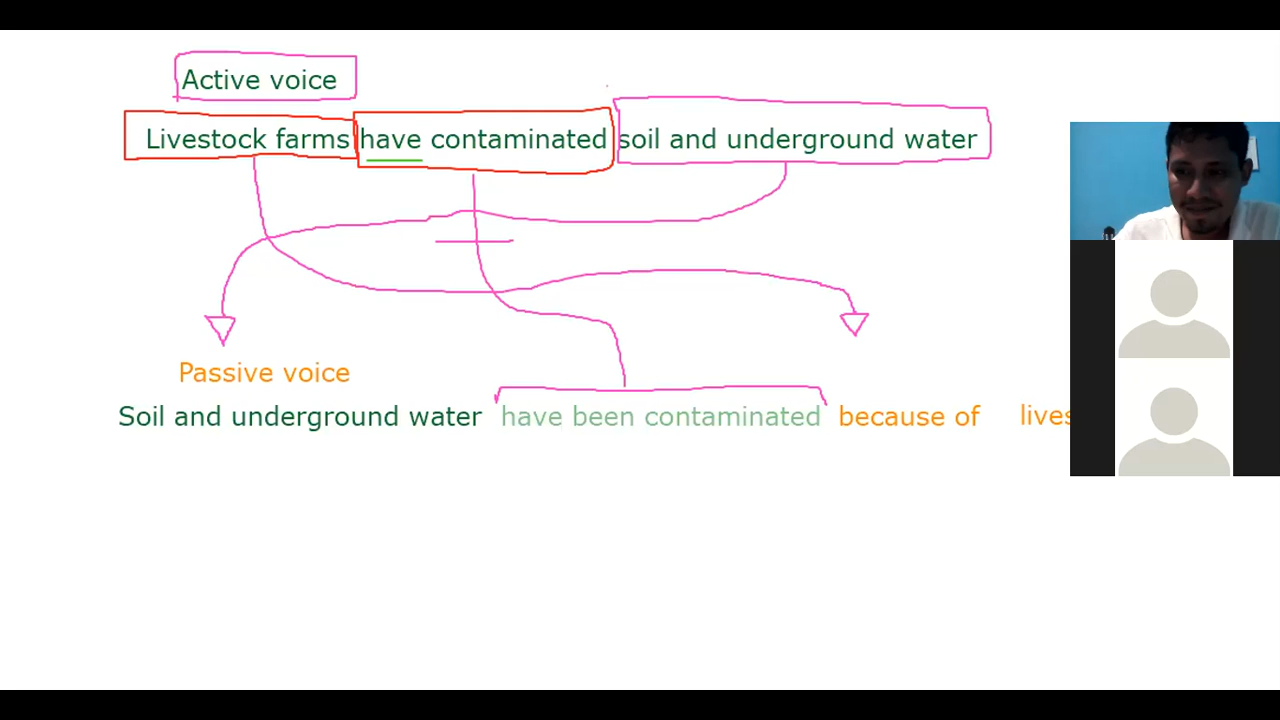 Active voice
Livestock farms have contaminated soil and underground water
Passive voice
Soil and underground water have been contaminated because of lives